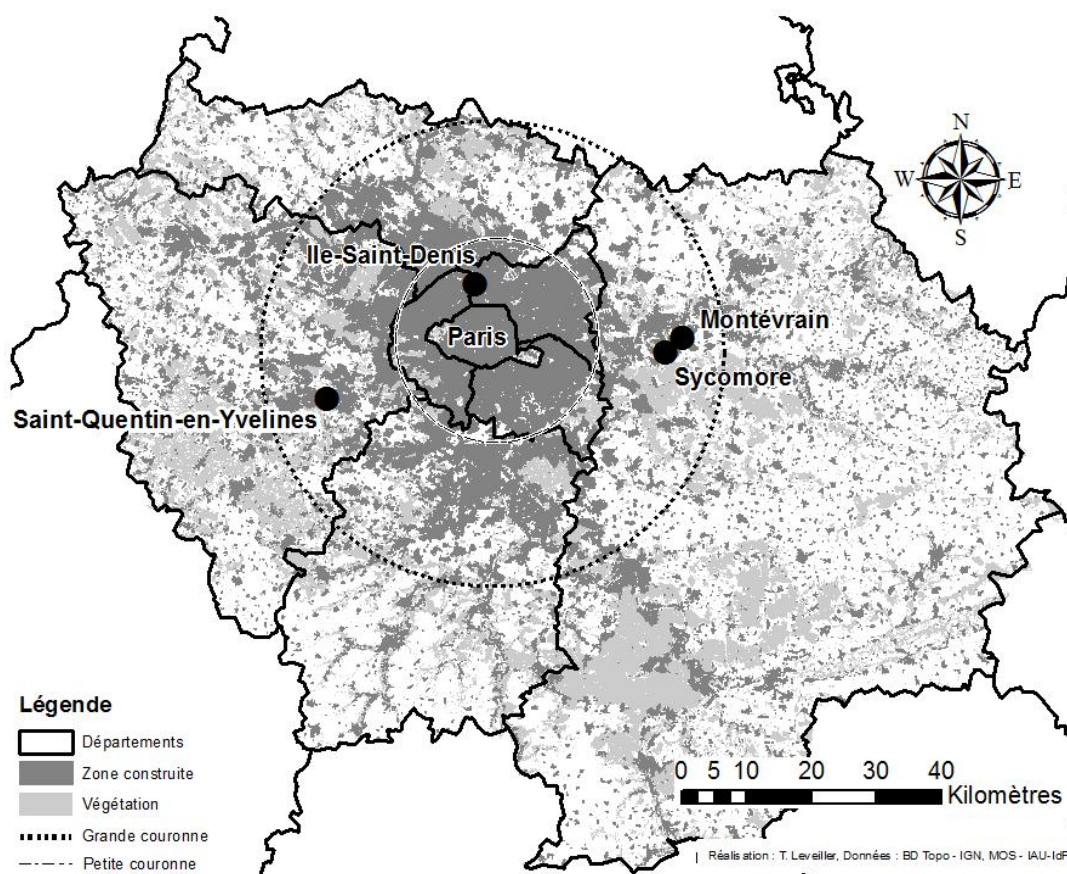 N
W E
S
Ile-Saint-Denis
Paris
Montévrain
Sycomore
Saint-Quentin-en-Yvelines
Légende
Départements
Zone construite
Végétation
Grande couronne
Petite couronne
0 5 10 20 30 40
Kilomètres
Réalisation : T. Leveiller, Données : BD Topo - IGN, MOS - IAU-IdF